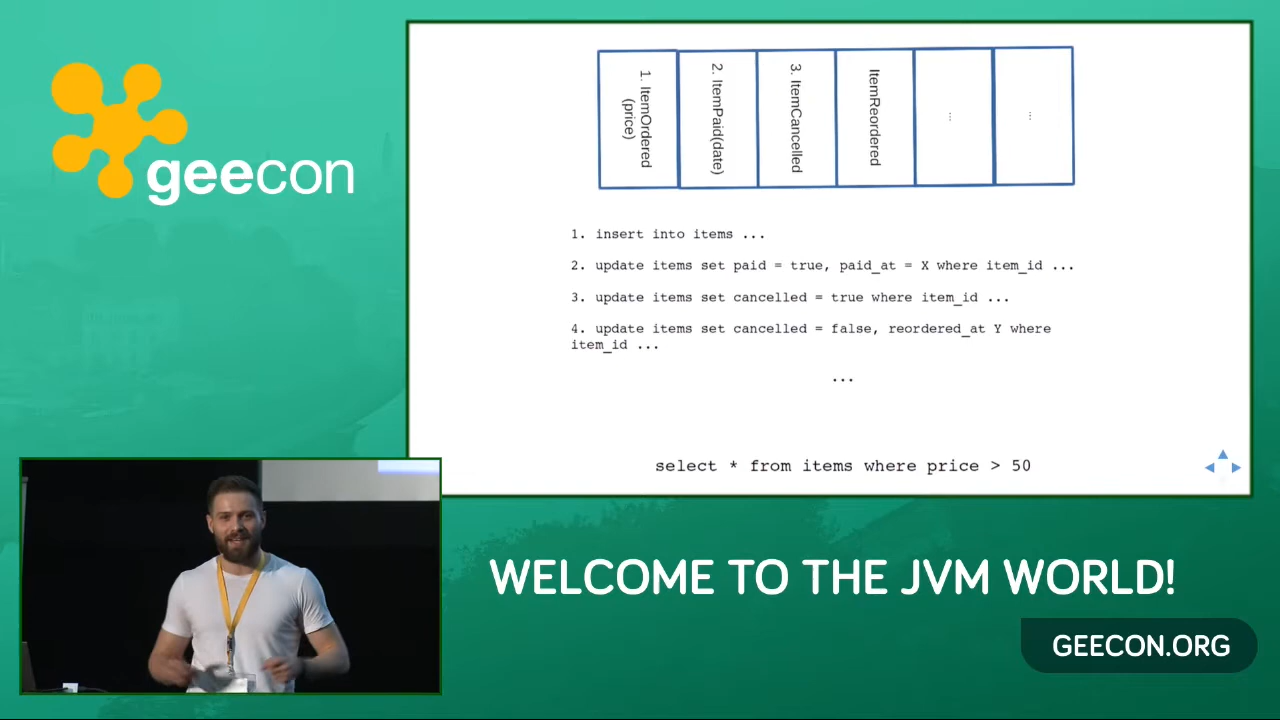 geecon
1. ItemOrdered
(price)
2. ItemPaid(date)
3. ItemCancelled
ItemReordered
...
...
1. insert into items ...
2. update items set paid = true, paid_at = X where item_id ...
3. update items set cancelled = true where item_id ...
4. update items set cancelled = false, reordered_at Y where
item_id ...
...
select * from items where price > 50
WELCOME TO THE JVM WORLD!
GEECON.ORG